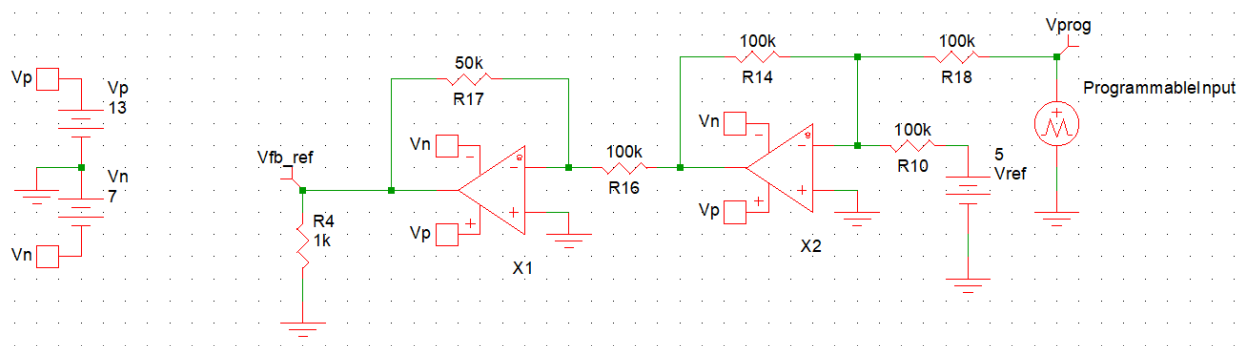 Vp
Vp
13
Vn
7
Vn
Vfb_ref
R4
1k
50k
R17
Vn
Vp
X1
100k
R16
100k
R14
Vn
Vp
X2
100k
R18
100k
R10
Vprog
ProgrammableInput
5
Vref